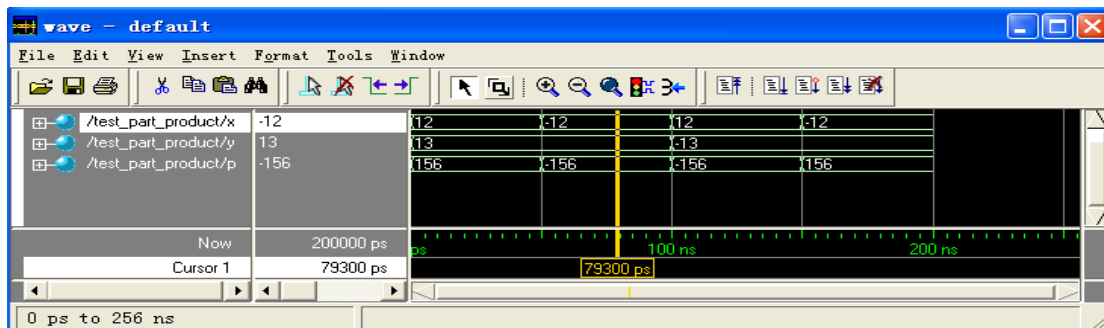 wave - default
File Edit View Insert Format Tools Window
/test_part_product/x -12 12 -12 12 -12
/test_part_product/y 13 13 -13
/test_part_product/p -156 156 -156 -156 156
Now 200000 ps ps 100 ns 200 ns
Cursor 1 79300 ps 79300 ps
0 ps to 256 ns